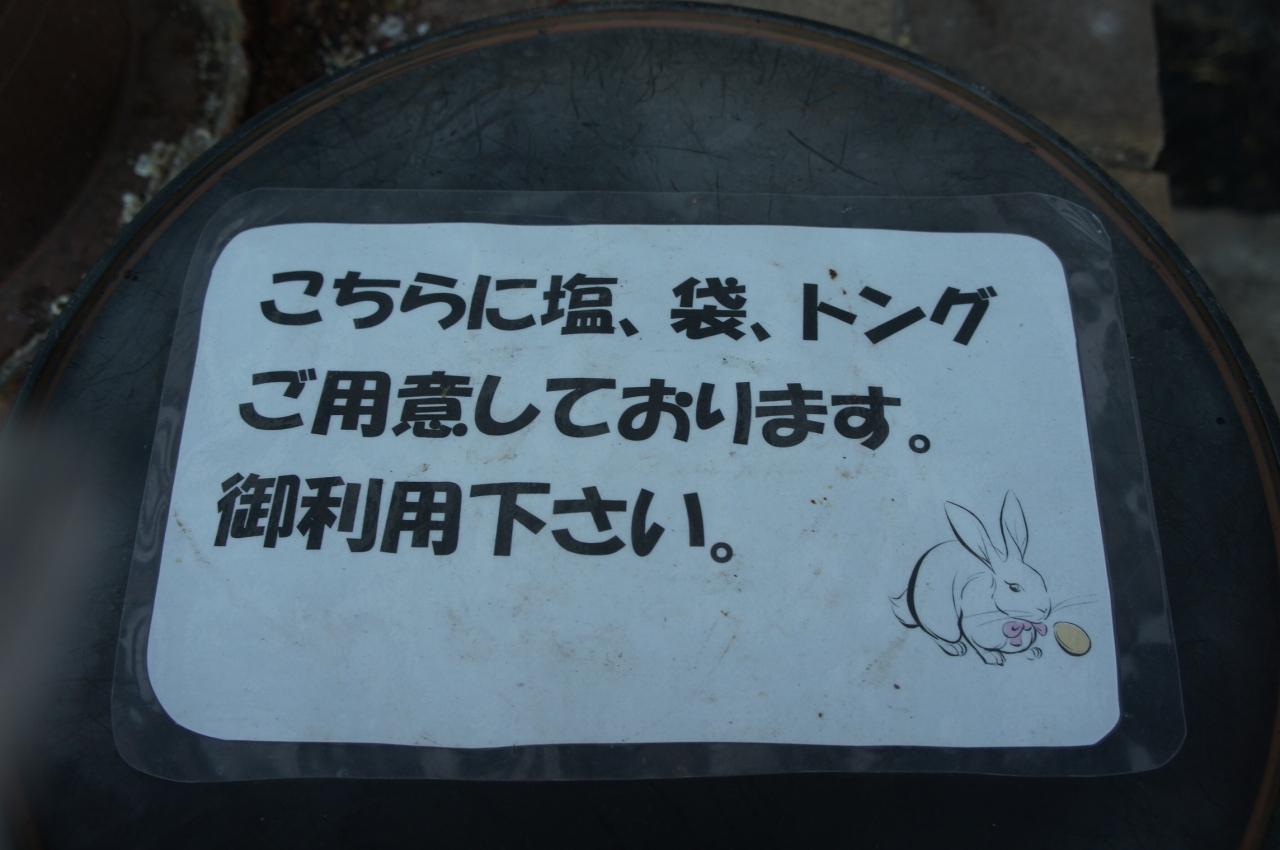 こちらに塩、袋、トング
ご用意しております。
御利用下さい。